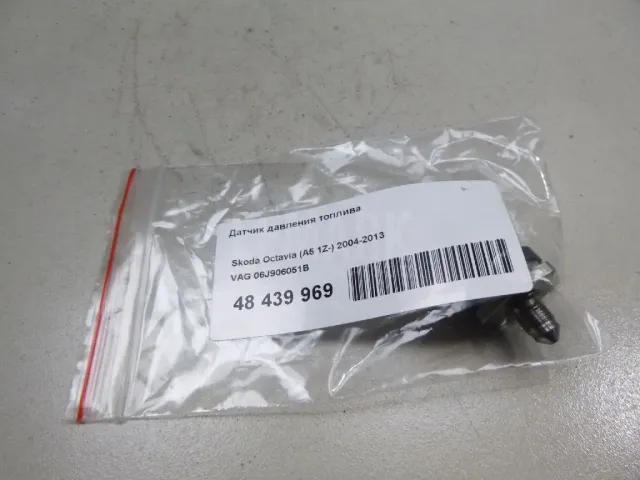 Датчик давления топлива
Skoda Octavia (A5 1Z-) 2004-2013
VAG 06J906051B
48 439 969